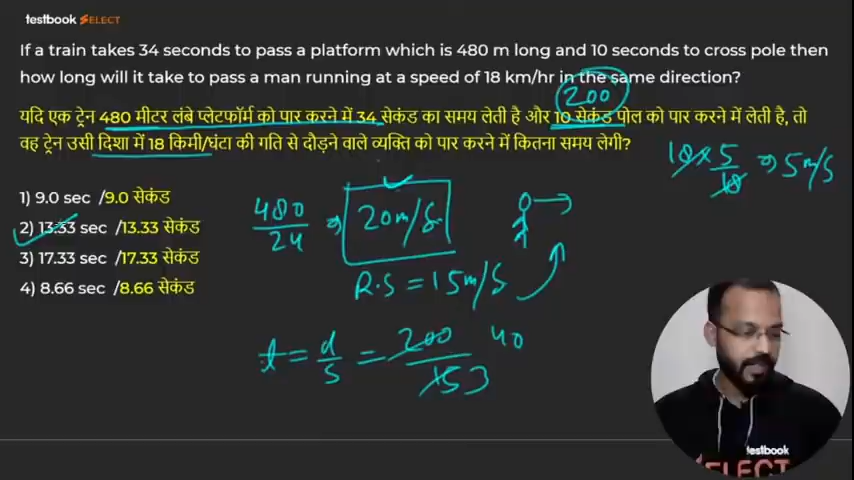 testbook SELECT
If a train takes 34 seconds to pass a platform which is 480 m long and 10 seconds to cross pole then
how long will it take to pass a man running at a speed of 18 km/hr in the same direction?
200
यदि एक ट्रेन 480 मीटर लंबे प्लेटफॉर्म को पार करने में 34 सेकंड का समय लेती है और 10 सेकंड पोल को पार करने में लेती है, तो
वह ट्रेन उसी दिशा में 18 किमी/घंटा की गति से दौड़ने वाले व्यक्ति को पार करने में कितना समय लेगी?
18 × 5/18 ⇒ 5 m/s
1) 9.0 sec /9.0 सेकंड
2) 13.33 sec /13.33 सेकंड
3) 17.33 sec /17.33 सेकंड
4) 8.66 sec /8.66 सेकंड
480/24 ⇒ 20 m/s
R.S = 15 m/s
t = d/s = 200/15 40 3
testbook
SELECT